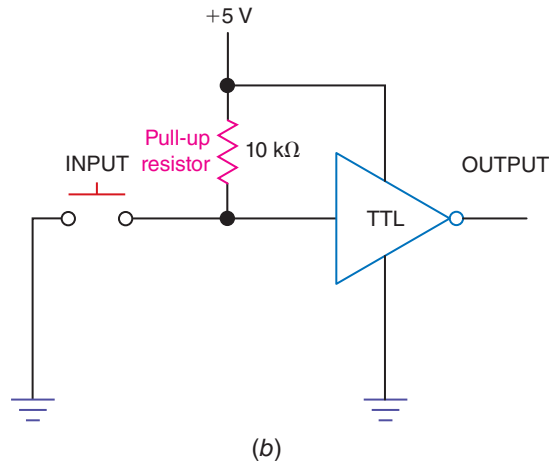 +5 V
Pull-up
resistor
10 kΩ
INPUT
OUTPUT
TTL
(b)